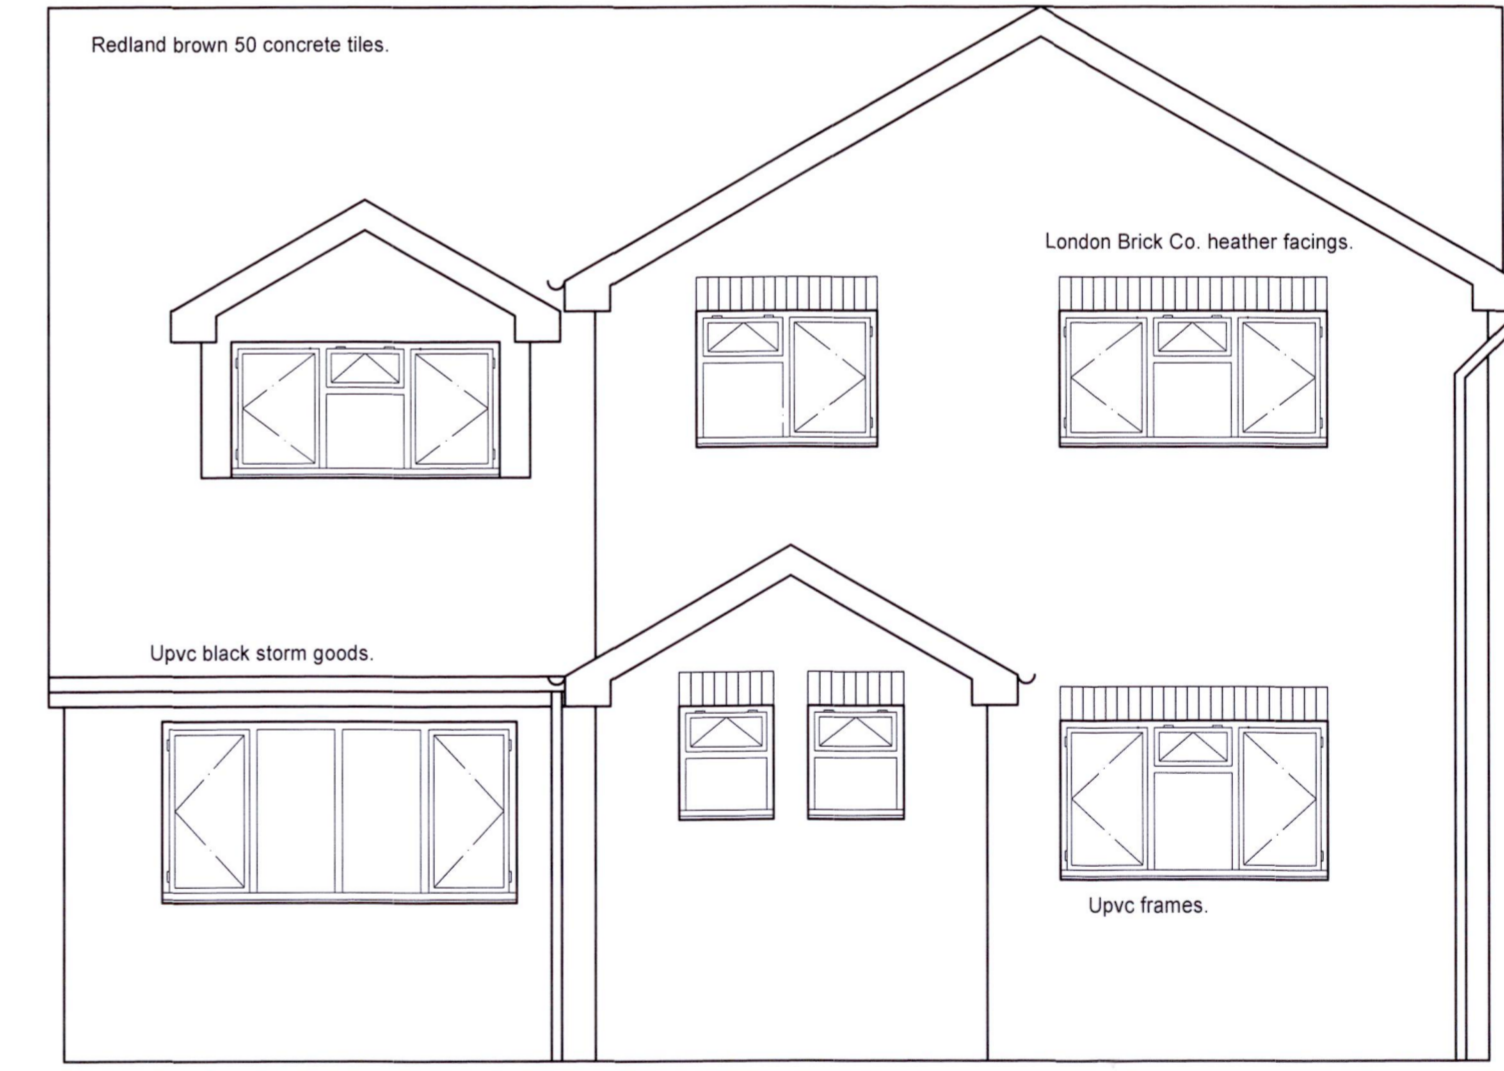 Redland brown 50 concrete tiles.
London Brick Co. heather facings.
Upvc black storm goods.
Upvc frames.